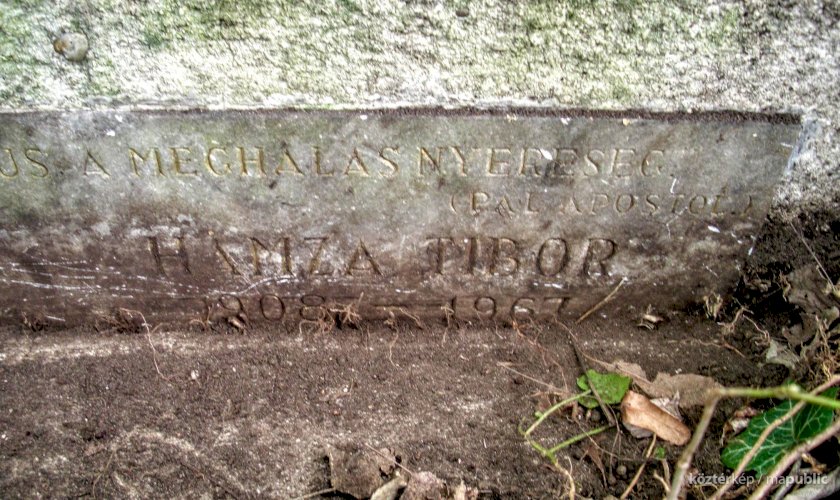 US A MEGHALÁS NYERESÉG"
(PÁL APOSTOL)
HAMZA TIBOR
1908 — 1967
köztérkép / mapublic